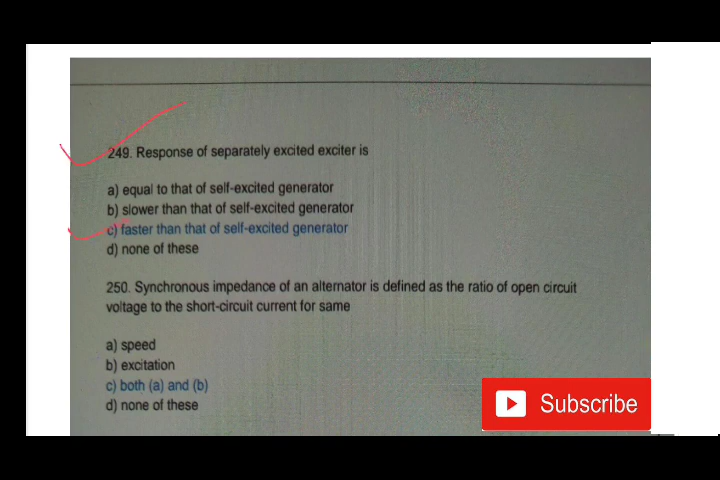 249. Response of separately excited exciter is
a) equal to that of self-excited generator
b) slower than that of self-excited generator
c) faster than that of self-excited generator
d) none of these
250. Synchronous impedance of an alternator is defined as the ratio of open circuit
voltage to the short-circuit current for same
a) speed
b) excitation
c) both (a) and (b)
d) none of these
Subscribe